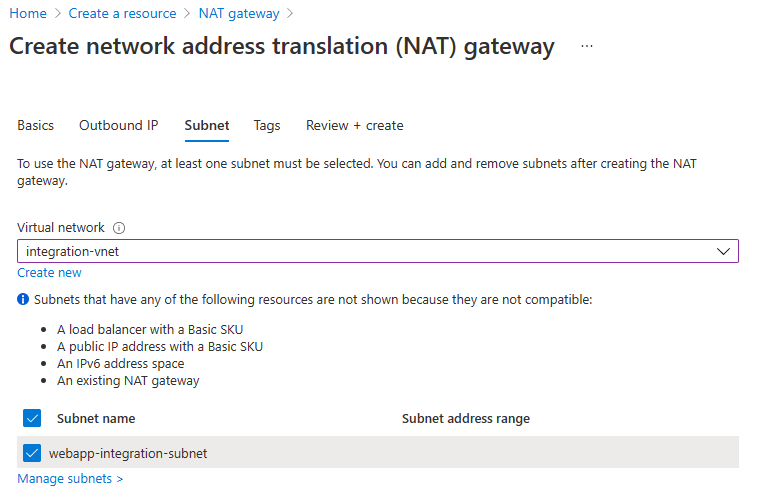 Home > Create a resource > NAT gateway >
Create network address translation (NAT) gateway ...
Basics Outbound IP Subnet Tags Review + create
To use the NAT gateway, at least one subnet must be selected. You can add and remove subnets after creating the NAT
gateway.
Virtual network
integration-vnet
Create new
Subnets that have any of the following resources are not shown because they are not compatible:
• A load balancer with a Basic SKU
• A public IP address with a Basic SKU
• An IPv6 address space
• An existing NAT gateway
Subnet name Subnet address range
webapp-integration-subnet
Manage subnets >